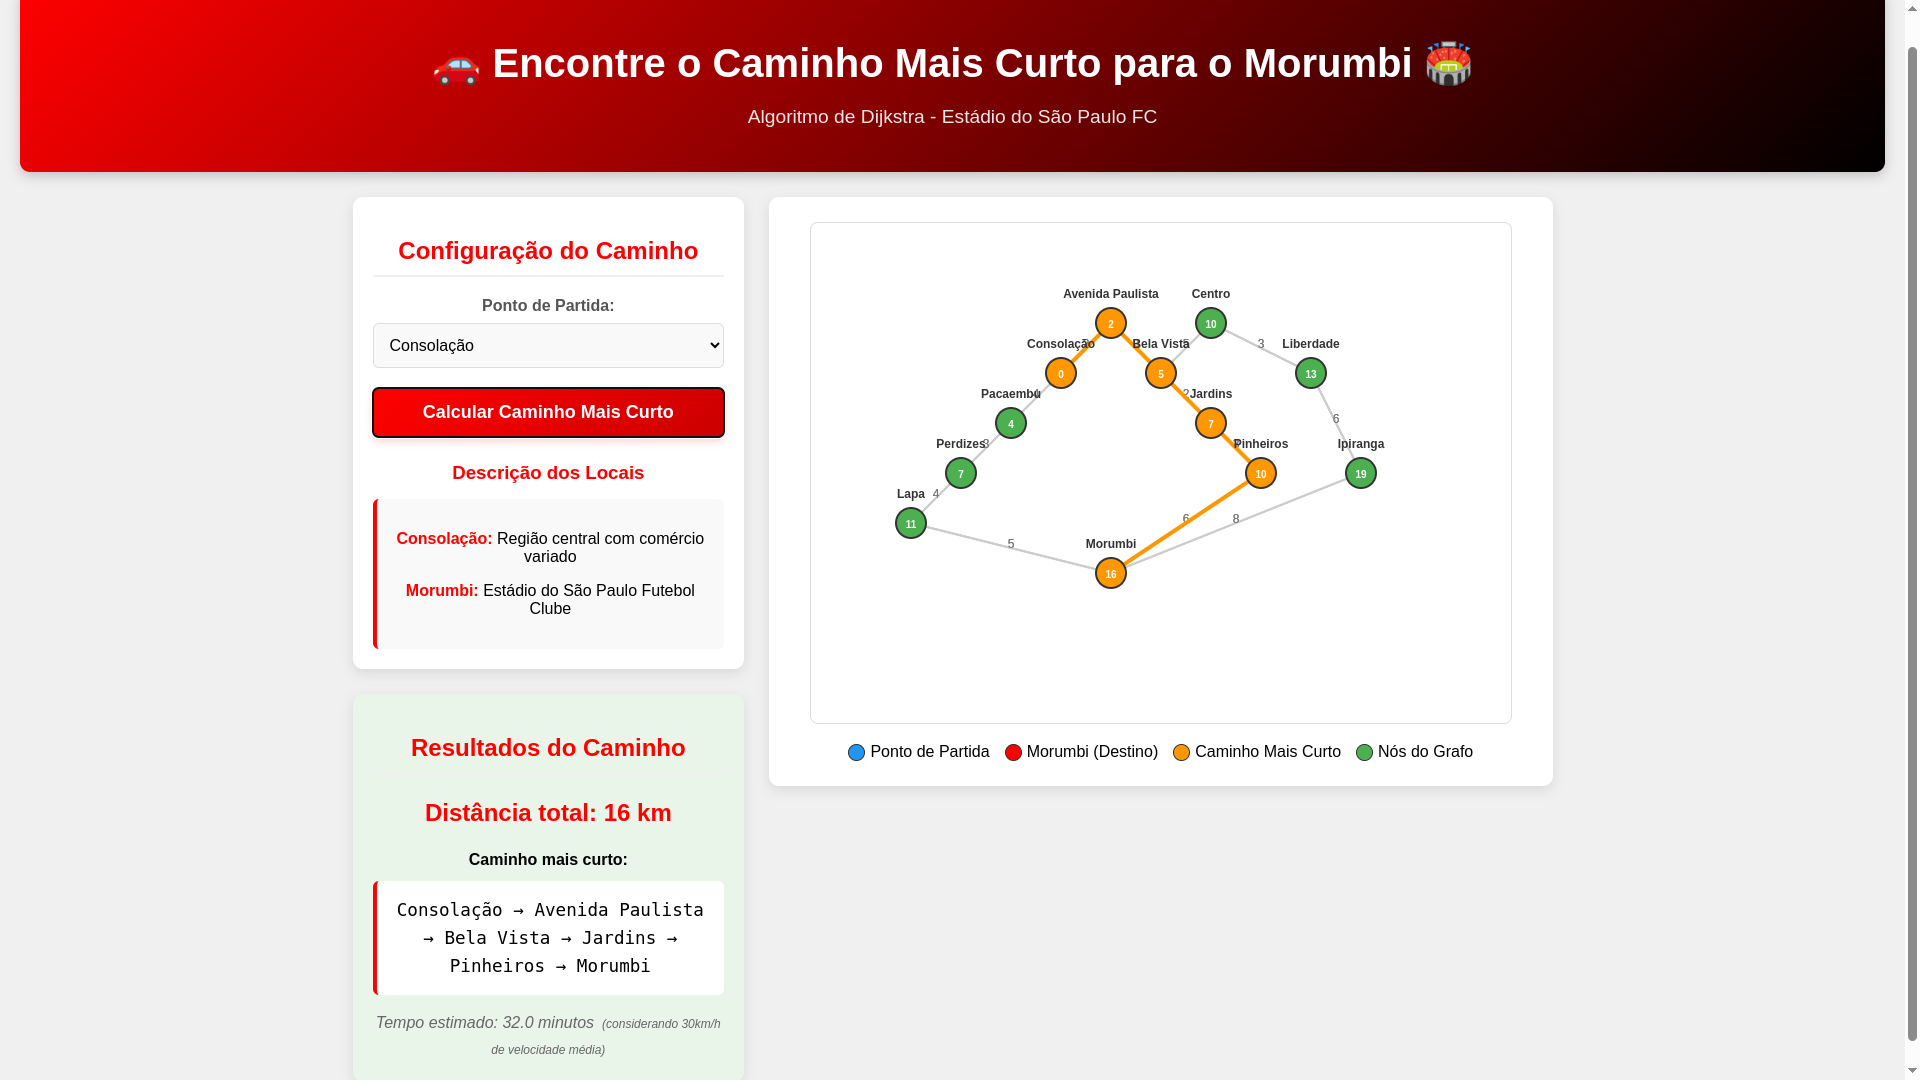 🚗 Encontre o Caminho Mais Curto para o Morumbi 🏟️
Algoritmo de Dijkstra - Estádio do São Paulo FC
Configuração do Caminho
Ponto de Partida:
Consolação
Calcular Caminho Mais Curto
Descrição dos Locais
Consolação: Região central com comércio
variado
Morumbi: Estádio do São Paulo Futebol
Clube
Resultados do Caminho
Distância total: 16 km
Caminho mais curto:
Consolação → Avenida Paulista
→ Bela Vista → Jardins →
Pinheiros → Morumbi
Tempo estimado: 32.0 minutos (considerando 30km/h
de velocidade média)
Avenida Paulista
Centro
2
10
Consolação
Bela Vista
5
3
Liberdade
0
5
13
Pacaembu
4
2
Jardins
4
7
6
Perdizes
3
Pinheiros
Ipiranga
7
10
19
Lapa
4
11
6
8
5
Morumbi
16
Ponto de Partida
Morumbi (Destino)
Caminho Mais Curto
Nós do Grafo